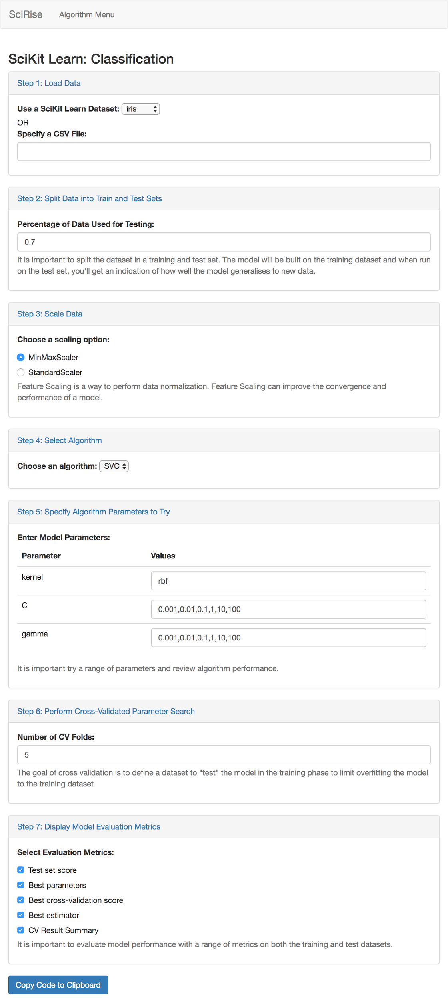 SciRise Algorithm Menu
SciKit Learn: Classification
Step 1: Load Data
Use a SciKit Learn Dataset: iris
OR
Specify a CSV File:
Step 2: Split Data into Train and Test Sets
Percentage of Data Used for Testing:
0.7
It is important to split the dataset in a training and test set. The model will be built on the training dataset and when run
on the test set, you'll get an indication of how well the model generalises to new data.
Step 3: Scale Data
Choose a scaling option:
MinMaxScaler
StandardScaler
Feature Scaling is a way to perform data normalization. Feature Scaling can improve the convergence and
performance of a model.
Step 4: Select Algorithm
Choose an algorithm: SVC
Step 5: Specify Algorithm Parameters to Try
Enter Model Parameters:
Parameter Values
kernel rbf
C 0.001,0.01,0.1,1,10,100
gamma 0.001,0.01,0.1,1,10,100
It is important try a range of parameters and review algorithm performance.
Step 6: Perform Cross-Validated Parameter Search
Number of CV Folds:
5
The goal of cross validation is to define a dataset to "test" the model in the training phase to limit overfitting the model
to the training dataset
Step 7: Display Model Evaluation Metrics
Select Evaluation Metrics:
Test set score
Best parameters
Best cross-validation score
Best estimator
CV Result Summary
It is important to evaluate model performance with a range of metrics on both the training and test datasets.
Copy Code to Clipboard